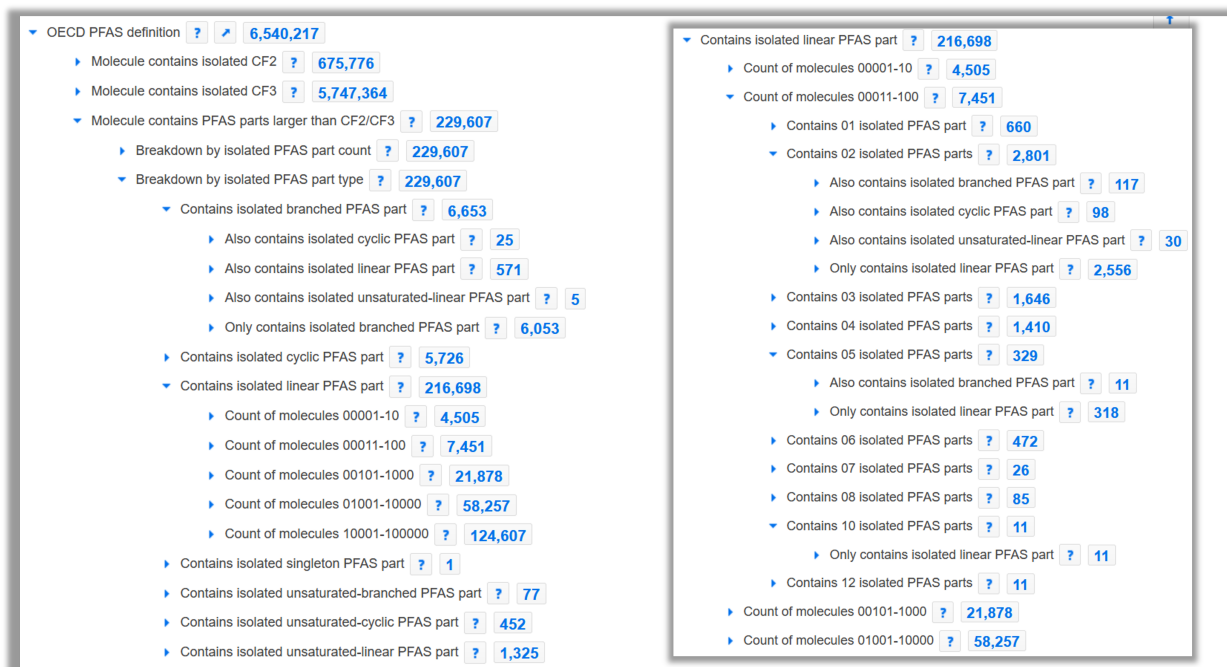 OECD PFAS definition ? ↗ 6,540,217
Molecule contains isolated CF2 ? 675,776
Molecule contains isolated CF3 ? 5,747,364
Molecule contains PFAS parts larger than CF2/CF3 ? 229,607
Breakdown by isolated PFAS part count ? 229,607
Breakdown by isolated PFAS part type ? 229,607
Contains isolated branched PFAS part ? 6,653
Also contains isolated cyclic PFAS part ? 25
Also contains isolated linear PFAS part ? 571
Also contains isolated unsaturated-linear PFAS part ? 5
Only contains isolated branched PFAS part ? 6,053
Contains isolated cyclic PFAS part ? 5,726
Contains isolated linear PFAS part ? 216,698
Count of molecules 00001-10 ? 4,505
Count of molecules 00011-100 ? 7,451
Count of molecules 00101-1000 ? 21,878
Count of molecules 01001-10000 ? 58,257
Count of molecules 10001-100000 ? 124,607
Contains isolated singleton PFAS part ? 1
Contains isolated unsaturated-branched PFAS part ? 77
Contains isolated unsaturated-cyclic PFAS part ? 452
Contains isolated unsaturated-linear PFAS part ? 1,325
Contains isolated linear PFAS part ? 216,698
Count of molecules 00001-10 ? 4,505
Count of molecules 00011-100 ? 7,451
Contains 01 isolated PFAS part ? 660
Contains 02 isolated PFAS parts ? 2,801
Also contains isolated branched PFAS part ? 117
Also contains isolated cyclic PFAS part ? 98
Also contains isolated unsaturated-linear PFAS part ? 30
Only contains isolated linear PFAS part ? 2,556
Contains 03 isolated PFAS parts ? 1,646
Contains 04 isolated PFAS parts ? 1,410
Contains 05 isolated PFAS parts ? 329
Also contains isolated branched PFAS part ? 11
Only contains isolated linear PFAS part ? 318
Contains 06 isolated PFAS parts ? 472
Contains 07 isolated PFAS parts ? 26
Contains 08 isolated PFAS parts ? 85
Contains 10 isolated PFAS parts ? 11
Only contains isolated linear PFAS part ? 11
Contains 12 isolated PFAS parts ? 11
Count of molecules 00101-1000 ? 21,878
Count of molecules 01001-10000 ? 58,257